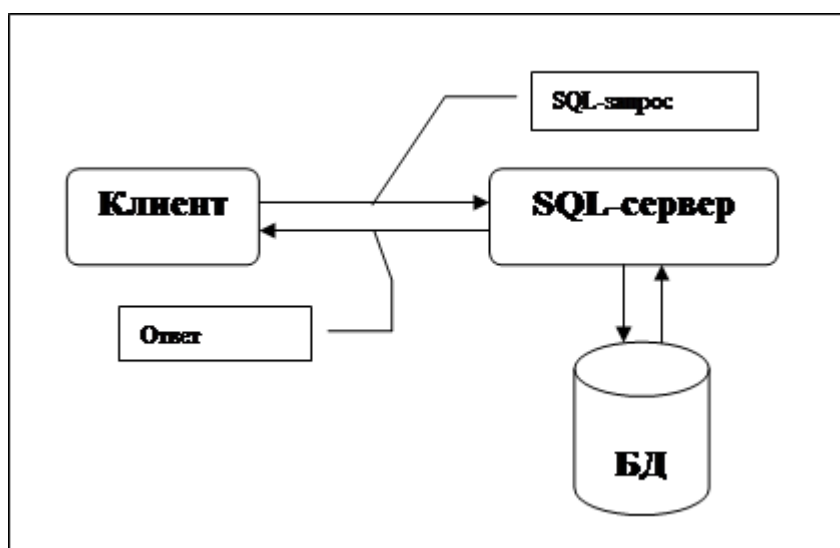 SQL-запрос
Клиент
SQL-сервер
Ответ
БД